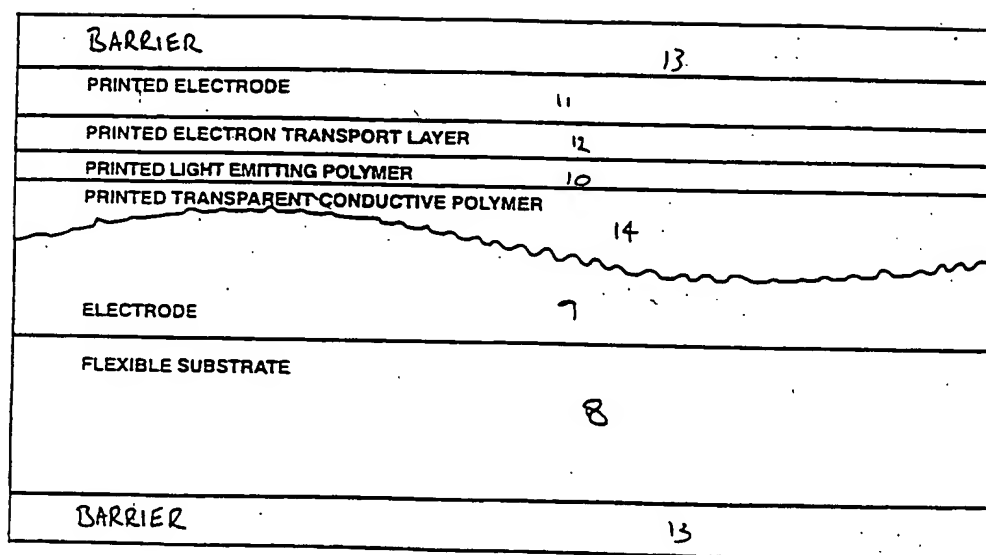 BARRIER 13
PRINTED ELECTRODE 11
PRINTED ELECTRON TRANSPORT LAYER 12
PRINTED LIGHT EMITTING POLYMER 10
PRINTED TRANSPARENT CONDUCTIVE POLYMER
14
ELECTRODE 9
FLEXIBLE SUBSTRATE
8
BARRIER 13